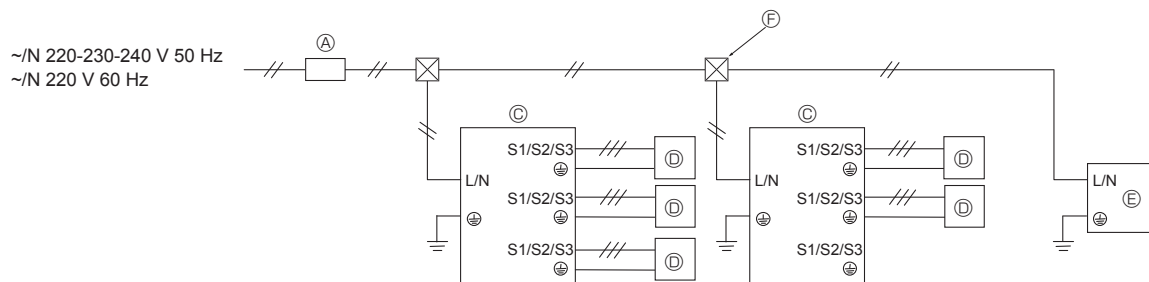 ~/N 220-230-240 V 50 Hz
~/N 220 V 60 Hz
Ⓐ
Ⓕ
Ⓒ
Ⓒ
S1/S2/S3
Ⓓ
S1/S2/S3
Ⓓ
L/N
L/N
L/N
S1/S2/S3
Ⓓ
S1/S2/S3
Ⓓ
Ⓔ
S1/S2/S3
Ⓓ
S1/S2/S3